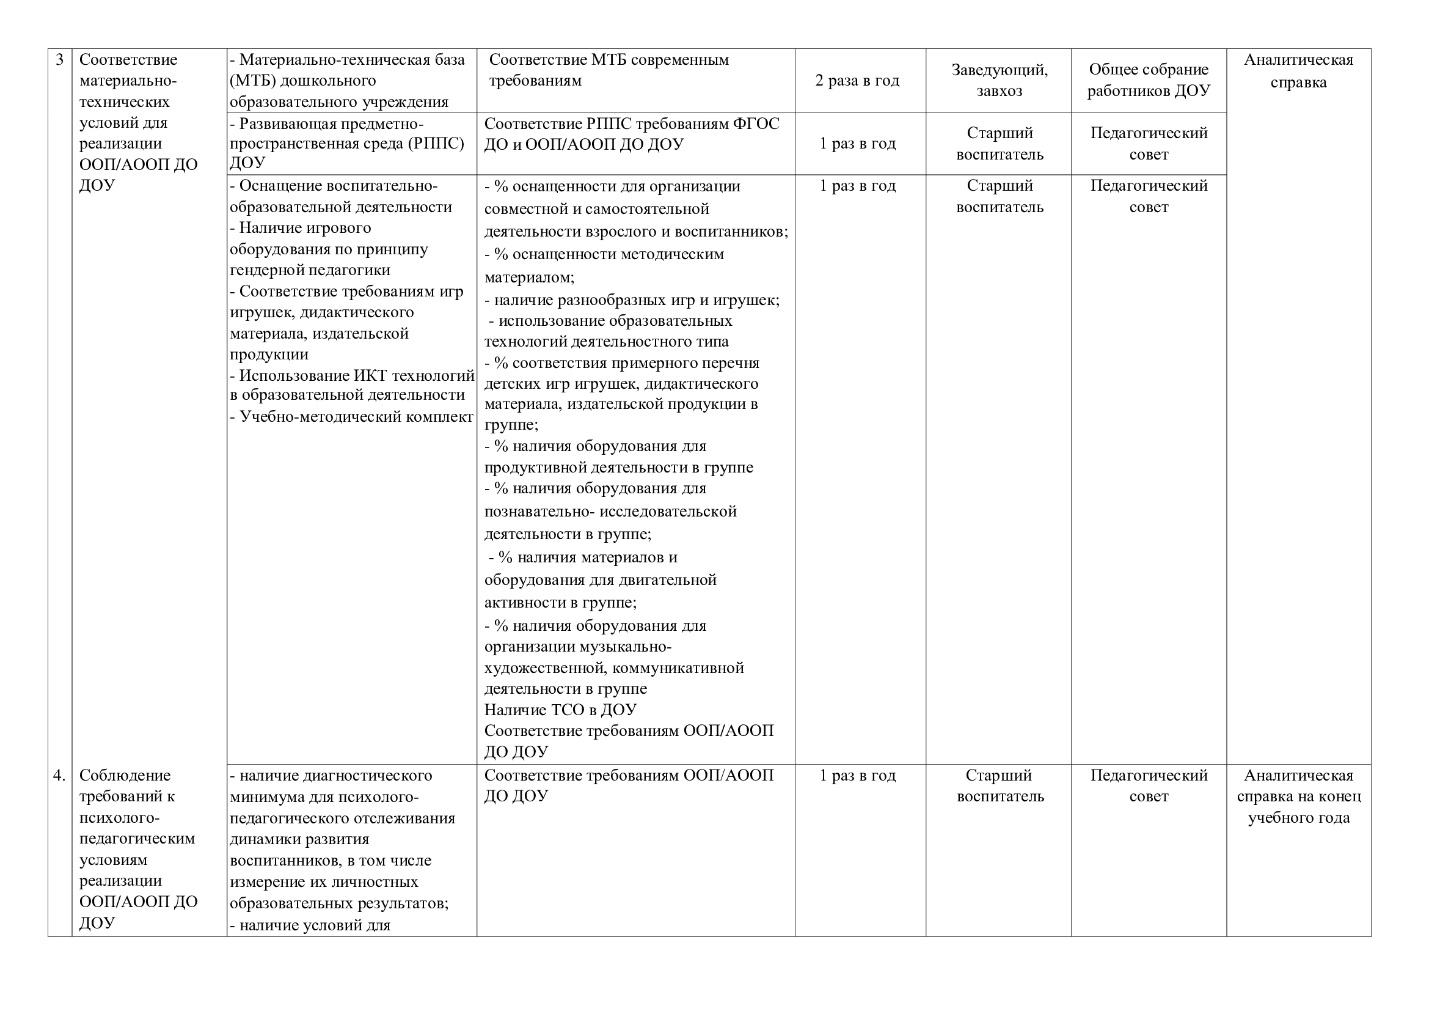 3
Соответствие
материально-
технических
условий для
реализации
ООП/АООП ДО
ДОУ
- Материально-техническая база
(МТБ) дошкольного
образовательного учреждения
Соответствие МТБ современным
требованиям
2 раза в год
Заведующий,
завхоз
Общее собрание
работников ДОУ
Аналитическая
справка
- Развивающая предметно-
пространственная среда (РППС)
ДОУ
Соответствие РППС требованиям ФГОС
ДО и ООП/АООП ДО ДОУ
1 раз в год
Старший
воспитатель
Педагогический
совет
- Оснащение воспитательно-
образовательной деятельности
- Наличие игрового
оборудования по принципу
гендерной педагогики
- Соответствие требованиям игр
игрушек, дидактического
материала, издательской
продукции
- Использование ИКТ технологий
в образовательной деятельности
- Учебно-методический комплект
- % оснащенности для организации
совместной и самостоятельной
деятельности взрослого и воспитанников;
- % оснащенности методическим
материалом;
- наличие разнообразных игр и игрушек;
- использование образовательных
технологий деятельностного типа
- % соответствия примерного перечня
детских игр игрушек, дидактического
материала, издательской продукции в
группе;
- % наличия оборудования для
продуктивной деятельности в группе
- % наличия оборудования для
познавательно- исследовательской
деятельности в группе;
- % наличия материалов и
оборудования для двигательной
активности в группе;
- % наличия оборудования для
организации музыкально-
художественной, коммуникативной
деятельности в группе
Наличие ТСО в ДОУ
Соответствие требованиям ООП/АООП
ДО ДОУ
1 раз в год
Старший
воспитатель
Педагогический
совет
4.
Соблюдение
требований к
психолого-
педагогическим
условиям
реализации
ООП/АООП ДО
ДОУ
- наличие диагностического
минимума для психолого-
педагогического отслеживания
динамики развития
воспитанников, в том числе
измерение их личностных
образовательных результатов;
- наличие условий для
Соответствие требованиям ООП/АООП
ДО ДОУ
1 раз в год
Старший
воспитатель
Педагогический
совет
Аналитическая
справка на конец
учебного года